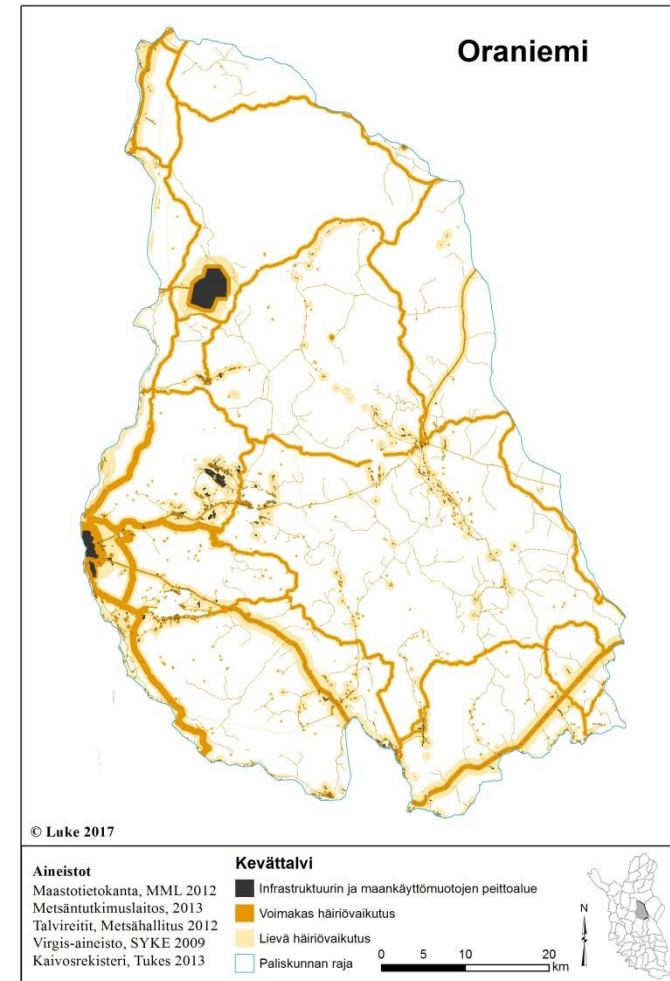 Oraniemi
© Luke 2017
Aineistot
Maastotietokanta, MML 2012
Metsäntutkimuslaitos, 2013
Talvireitit, Metsähallitus 2012
Virgis-aineisto, SYKE 2009
Kaivosrekisteri, Tukes 2013
Kevättalvi
Infrastruktuurin ja maankäyttömuotojen peittoalue
Voimakas häiriövaikutus
Lievä häiriövaikutus
Paliskunnan raja
0 10 20
km
N